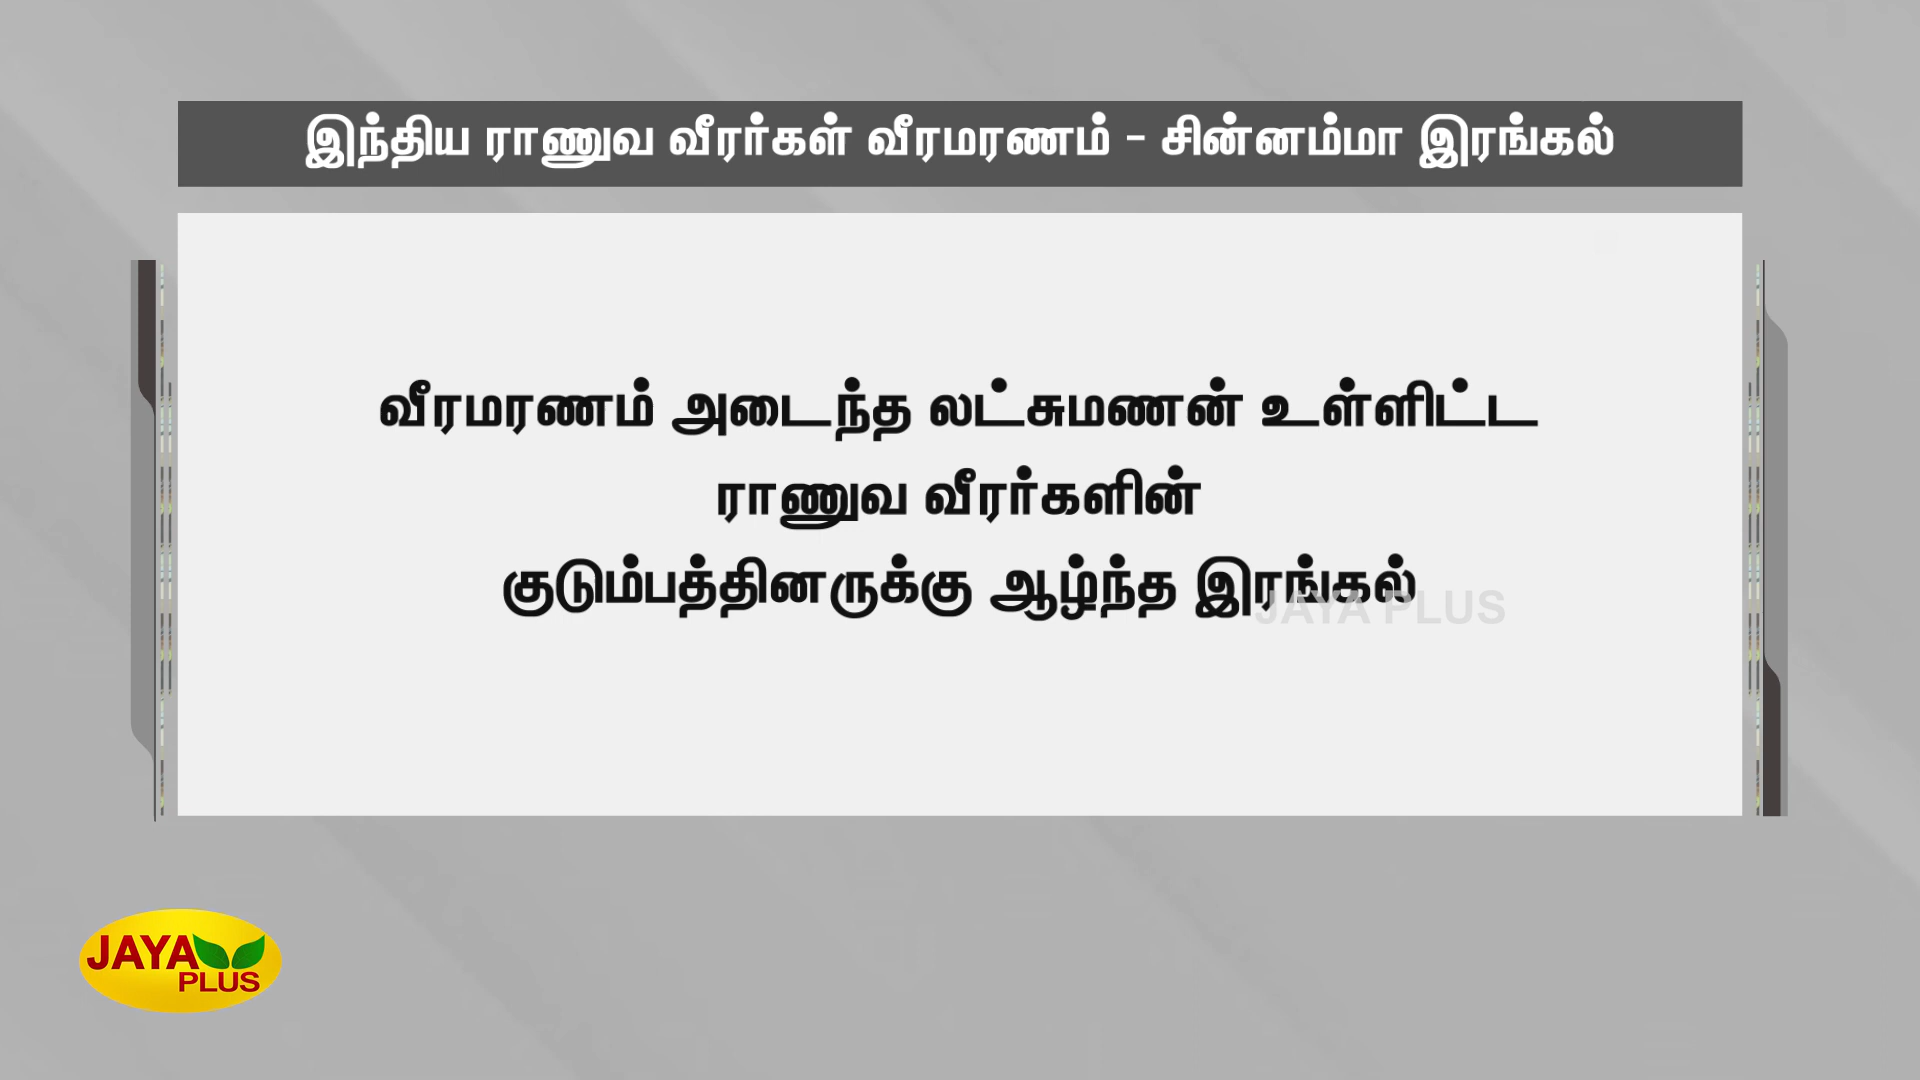 இந்திய ராணுவ வீரர்கள் வீரமரணம் - சின்னம்மா இரங்கல்
வீரமரணம் அடைந்த லட்சுமணன் உள்ளிட்ட
ராணுவ வீரர்களின்
குடும்பத்தினருக்கு ஆழ்ந்த இரங்கல்
JAYA PLUS
JAYA
PLUS